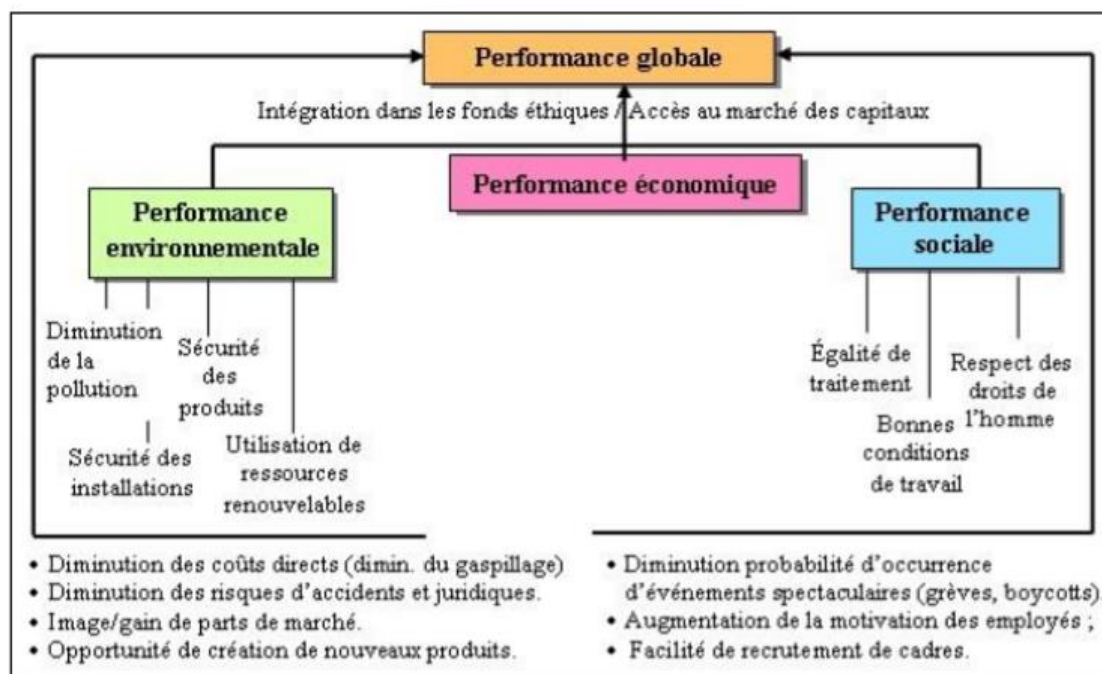 Performance globale
Intégration dans les fonds éthiques / Accès au marché des capitaux
Performance économique
Performance
environnementale
Performance
sociale
Diminution
de la
pollution
Sécurité
des
produits
Sécurité des
installations
Utilisation de
ressources
renouvelables
Égalité de
traitement
Bonnes
conditions
de travail
Respect des
droits de
l'homme
• Diminution des coûts directs (dimin. du gaspillage)
• Diminution des risques d'accidents et juridiques.
• Image/gain de parts de marché.
• Opportunité de création de nouveaux produits.
• Diminution probabilité d'occurrence
d'événements spectaculaires (grèves, boycotts).
• Augmentation de la motivation des employés ;
• Facilité de recrutement de cadres.